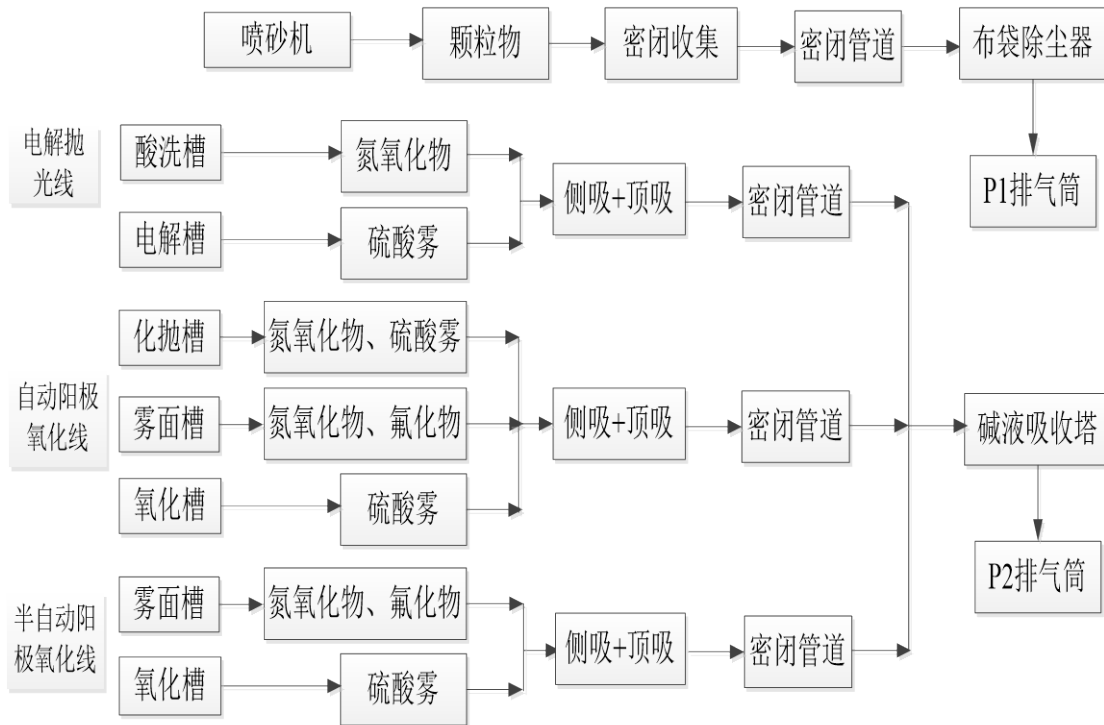 喷砂机
颗粒物
密闭收集
密闭管道
布袋除尘器
P1排气筒
电解抛
光线
酸洗槽
氮氧化物
电解槽
硫酸雾
侧吸+顶吸
密闭管道
自动阳极
氧化线
化抛槽
氮氧化物、硫酸雾
雾面槽
氮氧化物、氟化物
氧化槽
硫酸雾
侧吸+顶吸
密闭管道
碱液吸收塔
P2排气筒
半自动阳
极氧化线
雾面槽
氮氧化物、氟化物
氧化槽
硫酸雾
侧吸+顶吸
密闭管道